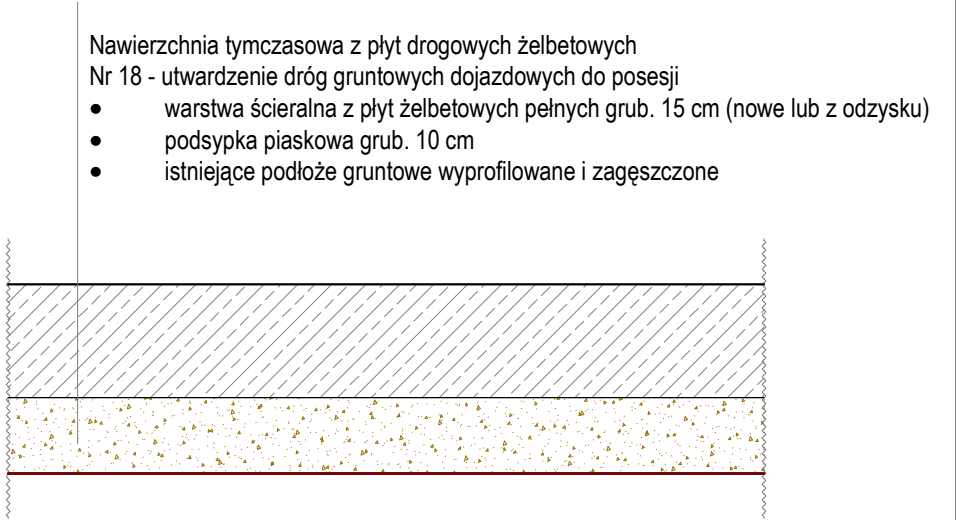 Nawierzchnia tymczasowa z płyt drogowych żelbetowych
Nr 18 - utwardzenie dróg gruntowych dojazdowych do posesji
● warstwa ścieralna z płyt żelbetowych pełnych grub. 15 cm (nowe lub z odzysku)
● podsypka piaskowa grub. 10 cm
● istniejące podłoże gruntowe wyprofilowane i zagęszczone